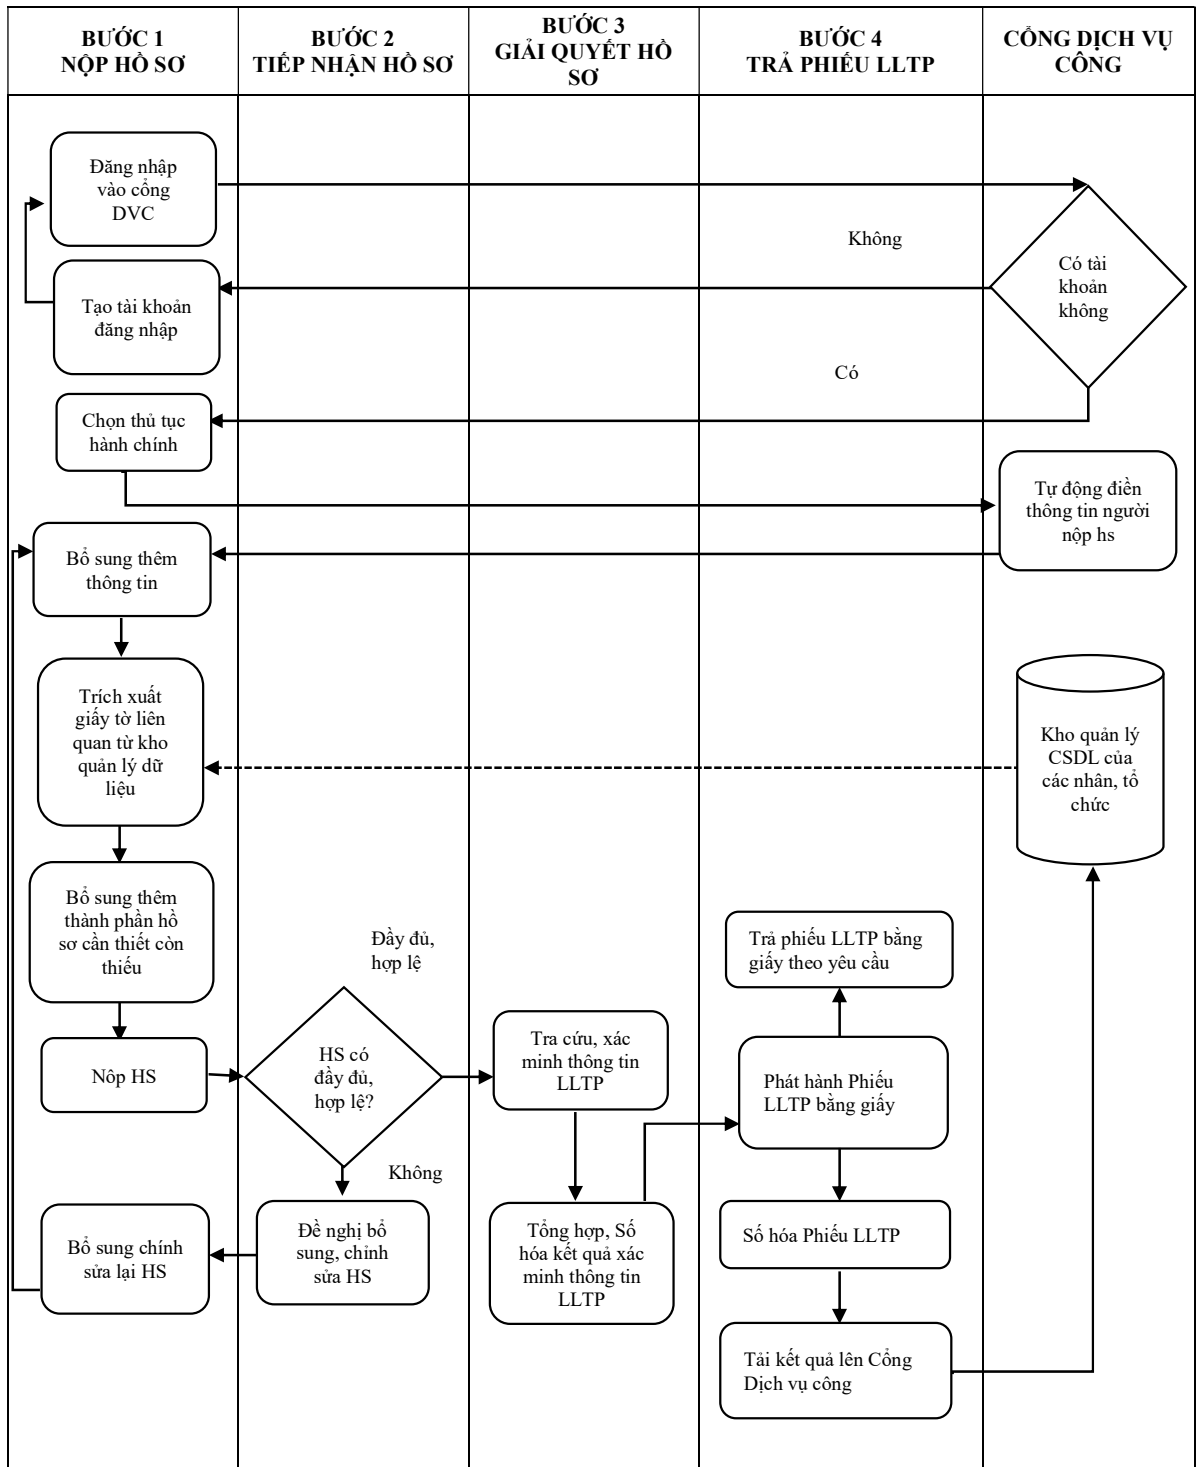 BƯỚC 1
NỘP HỒ SƠ
BƯỚC 2
TIẾP NHẬN HỒ SƠ
BƯỚC 3
GIẢI QUYẾT HỒ
SƠ
BƯỚC 4
TRẢ PHIẾU LLTP
CỔNG DỊCH VỤ
CÔNG
Đăng nhập
vào cổng
DVC
Không
Có tài
khoản
không
Tạo tài khoản
đăng nhập
Có
Chọn thủ tục
hành chính
Tự động điền
thông tin người
nộp hs
Bổ sung thêm
thông tin
Trích xuất
giấy tờ liên
quan từ kho
quản lý dữ
liệu
Kho quản lý
CSDL của
các nhân, tổ
chức
Bổ sung thêm
thành phần hồ
sơ cần thiết còn
thiếu
Đầy đủ,
hợp lệ
Trả phiếu LLTP bằng
giấy theo yêu cầu
Nôp HS
HS có
đầy đủ,
hợp lệ?
Tra cứu, xác
minh thông tin
LLTP
Phát hành Phiếu
LLTP bằng giấy
Không
Bổ sung chính
sửa lại HS
Đề nghị bổ
sung, chỉnh
sửa HS
Tổng hợp, Số
hóa kết quả xác
minh thông tin
LLTP
Số hóa Phiếu LLTP
Tải kết quả lên Cổng
Dịch vụ công